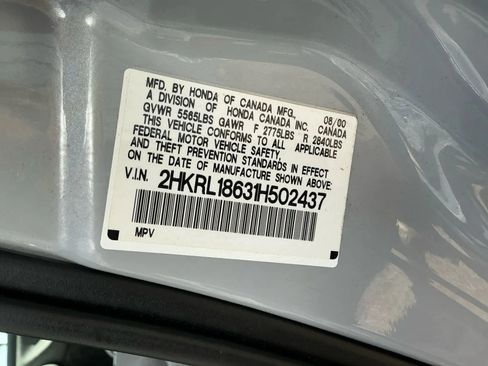 MFD. BY HONDA OF CANADA MFG.,
A DIVISION OF HONDA CANADA INC. 08/00 CANADA
GVWR 5565LBS GAWR F 2775LBS R 2840LBS
THIS VEHICLE CONFORMS TO ALL APPLICABLE
FEDERAL MOTOR VEHICLE SAFETY,
AND THEFT PREVENTION STANDARDS IN EFFECT
ON THE DATE OF MANUFACTURE SHOWN ABOVE:
V.I.N. 2HKRL18631H502437
MPV